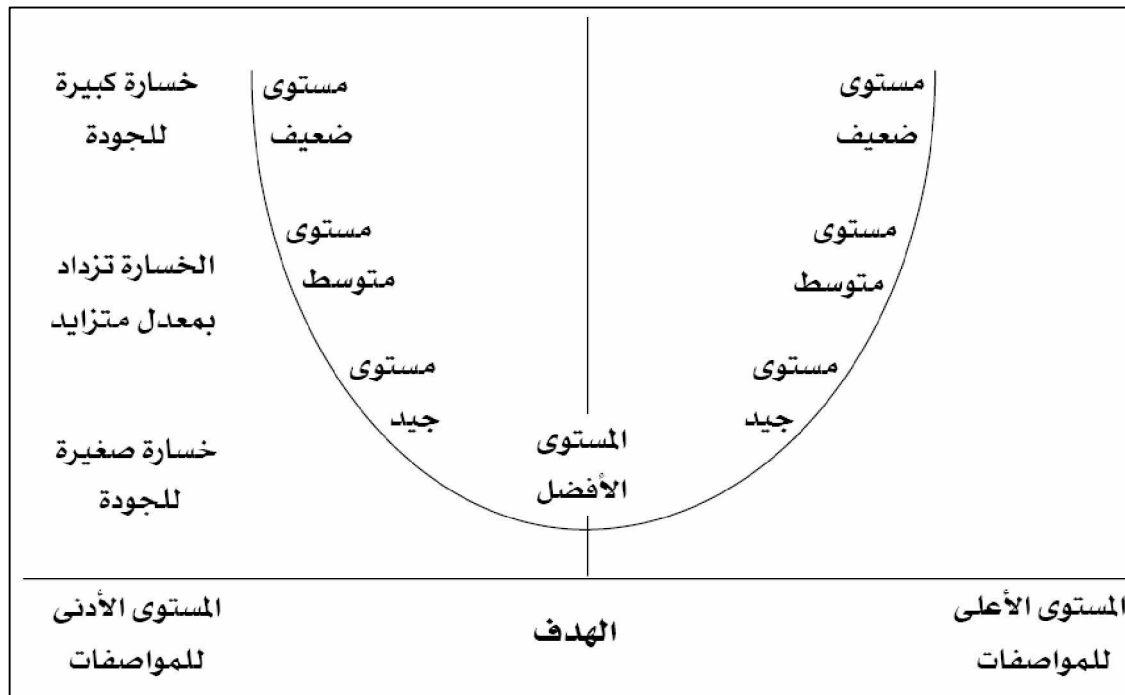 مستوى
ضعيف
مستوى
ضعيف
خسارة كبيرة
للجودة
مستوى
متوسط
مستوى
متوسط
الخسارة تزداد
بمعدل متزايد
مستوى
جيد
مستوى
جيد
المستوى
الأفضل
خسارة صغيرة
للجودة
المستوى الأعلى
للمواصفات
الهدف
المستوى الأدنى
للمواصفات